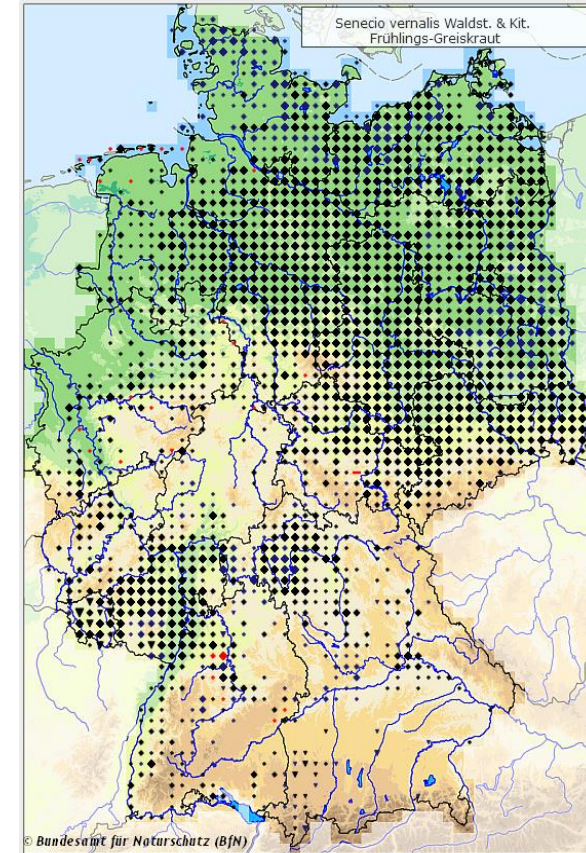 Senecio vernalis Waldst. & Kit.
Frühlings-Greiskraut
© Bundesamt für Naturschutz (BfN)